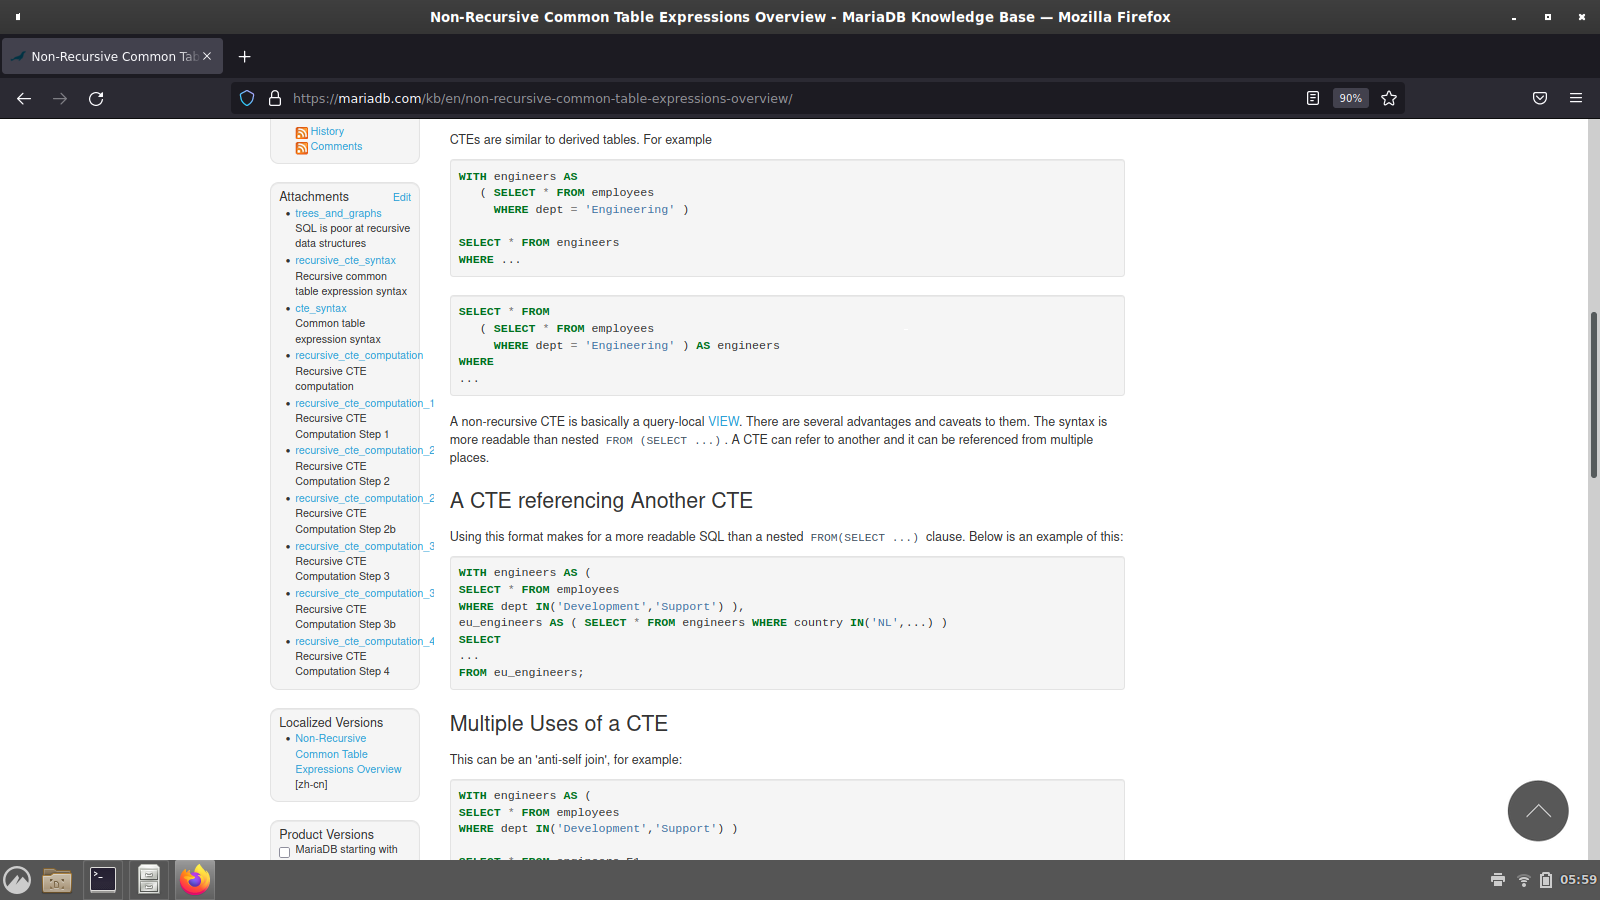 Non-Recursive Common Table Expressions Overview - MariaDB Knowledge Base — Mozilla Firefox
Non-Recursive Common Tab
https://mariadb.com/kb/en/non-recursive-common-table-expressions-overview/
90%
History
Comments
Attachments
Edit
trees_and_graphs
SQL is poor at recursive
data structures
recursive_cte_syntax
Recursive common
table expression syntax
cte_syntax
Common table
expression syntax
recursive_cte_computation
Recursive CTE
computation
recursive_cte_computation_1
Recursive CTE
Computation Step 1
recursive_cte_computation_2
Recursive CTE
Computation Step 2
recursive_cte_computation_2
Recursive CTE
Computation Step 2b
recursive_cte_computation_3
Recursive CTE
Computation Step 3
recursive_cte_computation_3
Recursive CTE
Computation Step 3b
recursive_cte_computation_4
Recursive CTE
Computation Step 4
Localized Versions
Non-Recursive
Common Table
Expressions Overview
[zh-cn]
Product Versions
MariaDB starting with
CTEs are similar to derived tables. For example
WITH engineers AS
( SELECT * FROM employees
WHERE dept = 'Engineering' )
SELECT * FROM engineers
WHERE ...
SELECT * FROM
( SELECT * FROM employees
WHERE dept = 'Engineering' ) AS engineers
WHERE
...
A non-recursive CTE is basically a query-local VIEW. There are several advantages and caveats to them. The syntax is
more readable than nested FROM (SELECT ...). A CTE can refer to another and it can be referenced from multiple
places.
A CTE referencing Another CTE
Using this format makes for a more readable SQL than a nested FROM(SELECT ...) clause. Below is an example of this:
WITH engineers AS (
SELECT * FROM employees
WHERE dept IN('Development','Support') ),
eu_engineers AS ( SELECT * FROM engineers WHERE country IN('NL',...) )
SELECT
...
FROM eu_engineers;
Multiple Uses of a CTE
This can be an 'anti-self join', for example:
WITH engineers AS (
SELECT * FROM employees
WHERE dept IN('Development','Support') )
SELECT * FROM engineers E1
05:59